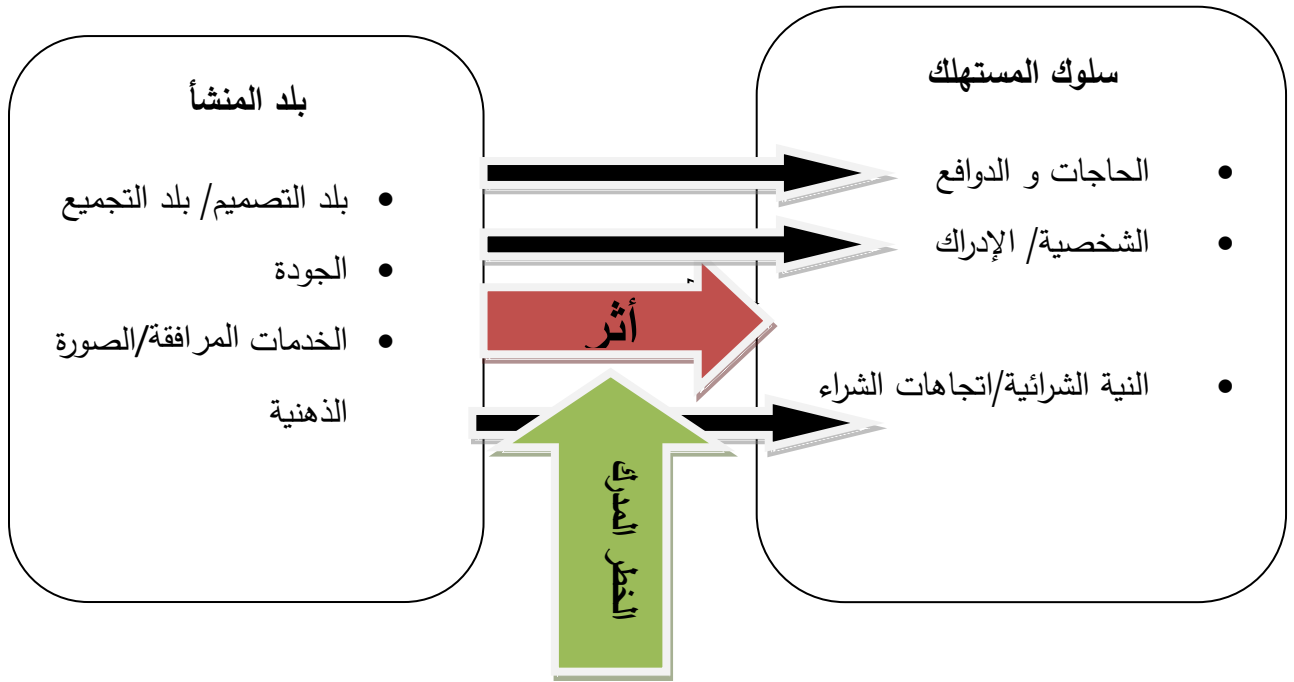 بلد المنشأ
• بلد التصميم/ بلد التجميع
• الجودة
• الخدمات المرافقة/الصورة
الذهنية
أثر
الخطر المدرك
سلوك المستهلك
• الحاجات و الدوافع
• الشخصية/ الإدراك
• النية الشرائية/اتجاهات الشراء